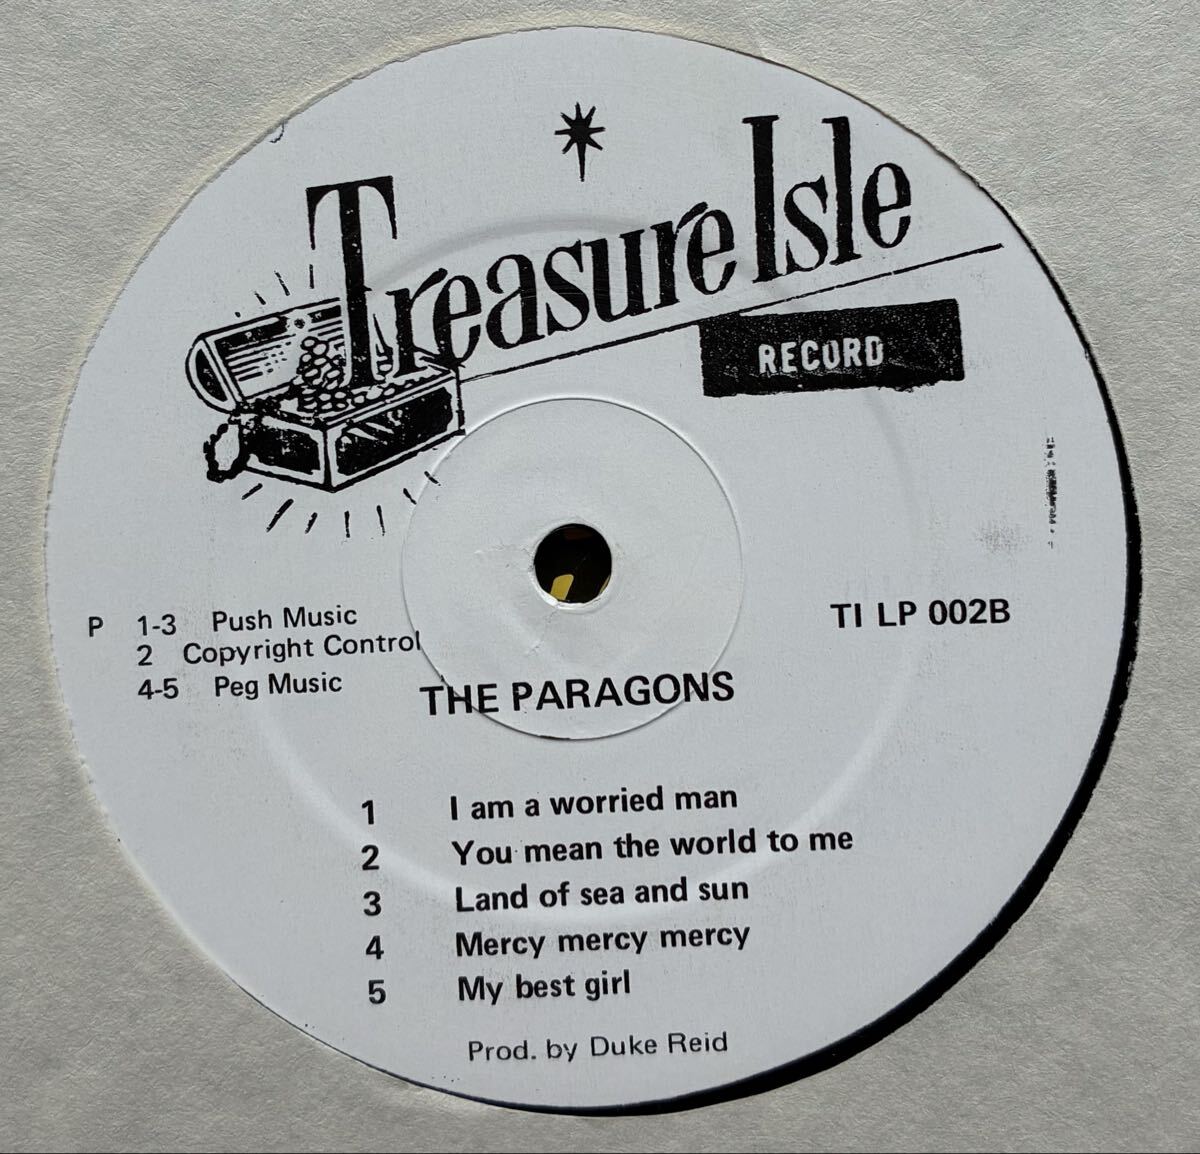 Treasure Isle
RECORD
P 1-3 Push Music
2 Copyright Control
4-5 Peg Music
TI LP 002B
THE PARAGONS
1 I am a worried man
2 You mean the world to me
3 Land of sea and sun
4 Mercy mercy mercy
5 My best girl
Prod. by Duke Reid